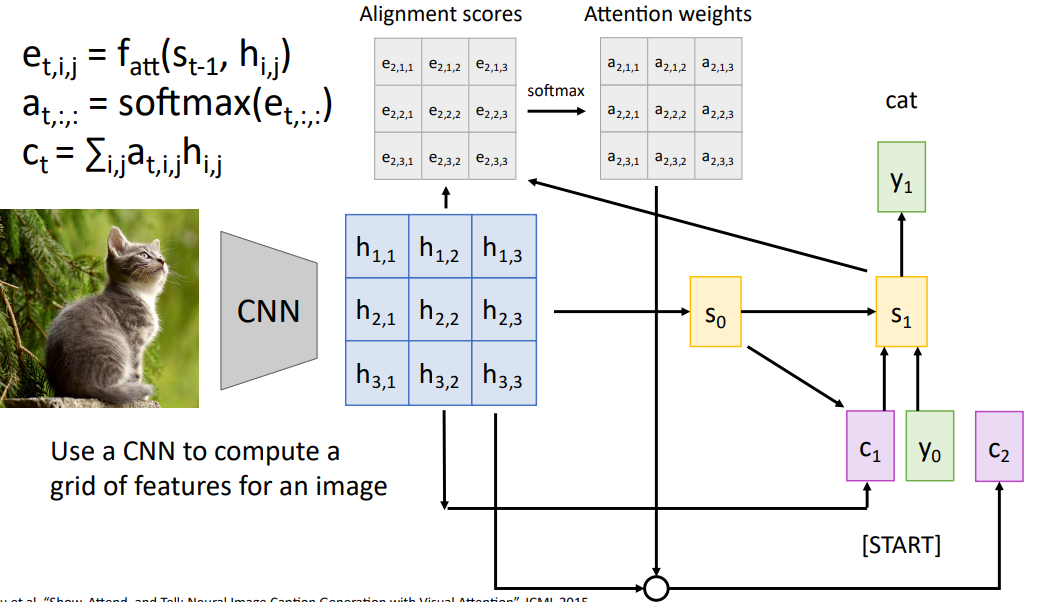 Alignment scores
Attention weights
e_{t,i,j} = f_{att}(s_{t-1}, h_{i,j})
a_{t,:,:} = softmax(e_{t,:,:})
c_t = ∑_{i,j}a_{t,i,j}h_{i,j}
e_{2,1,1} e_{2,1,2} e_{2,1,3}
e_{2,2,1} e_{2,2,2} e_{2,2,3}
e_{2,3,1} e_{2,3,2} e_{2,3,3}
softmax
a_{2,1,1} a_{2,1,2} a_{2,1,3}
a_{2,2,1} a_{2,2,2} a_{2,2,3}
a_{2,3,1} a_{2,3,2} a_{2,3,3}
cat
y_1
CNN
h_{1,1} h_{1,2} h_{1,3}
h_{2,1} h_{2,2} h_{2,3}
h_{3,1} h_{3,2} h_{3,3}
s_0
s_1
c_1
y_0
c_2
[START]
Use a CNN to compute a
grid of features for an image
et al, "Show, Attend, and Tell: Neural Image Caption Generation with Visual Attention", ICML 2015